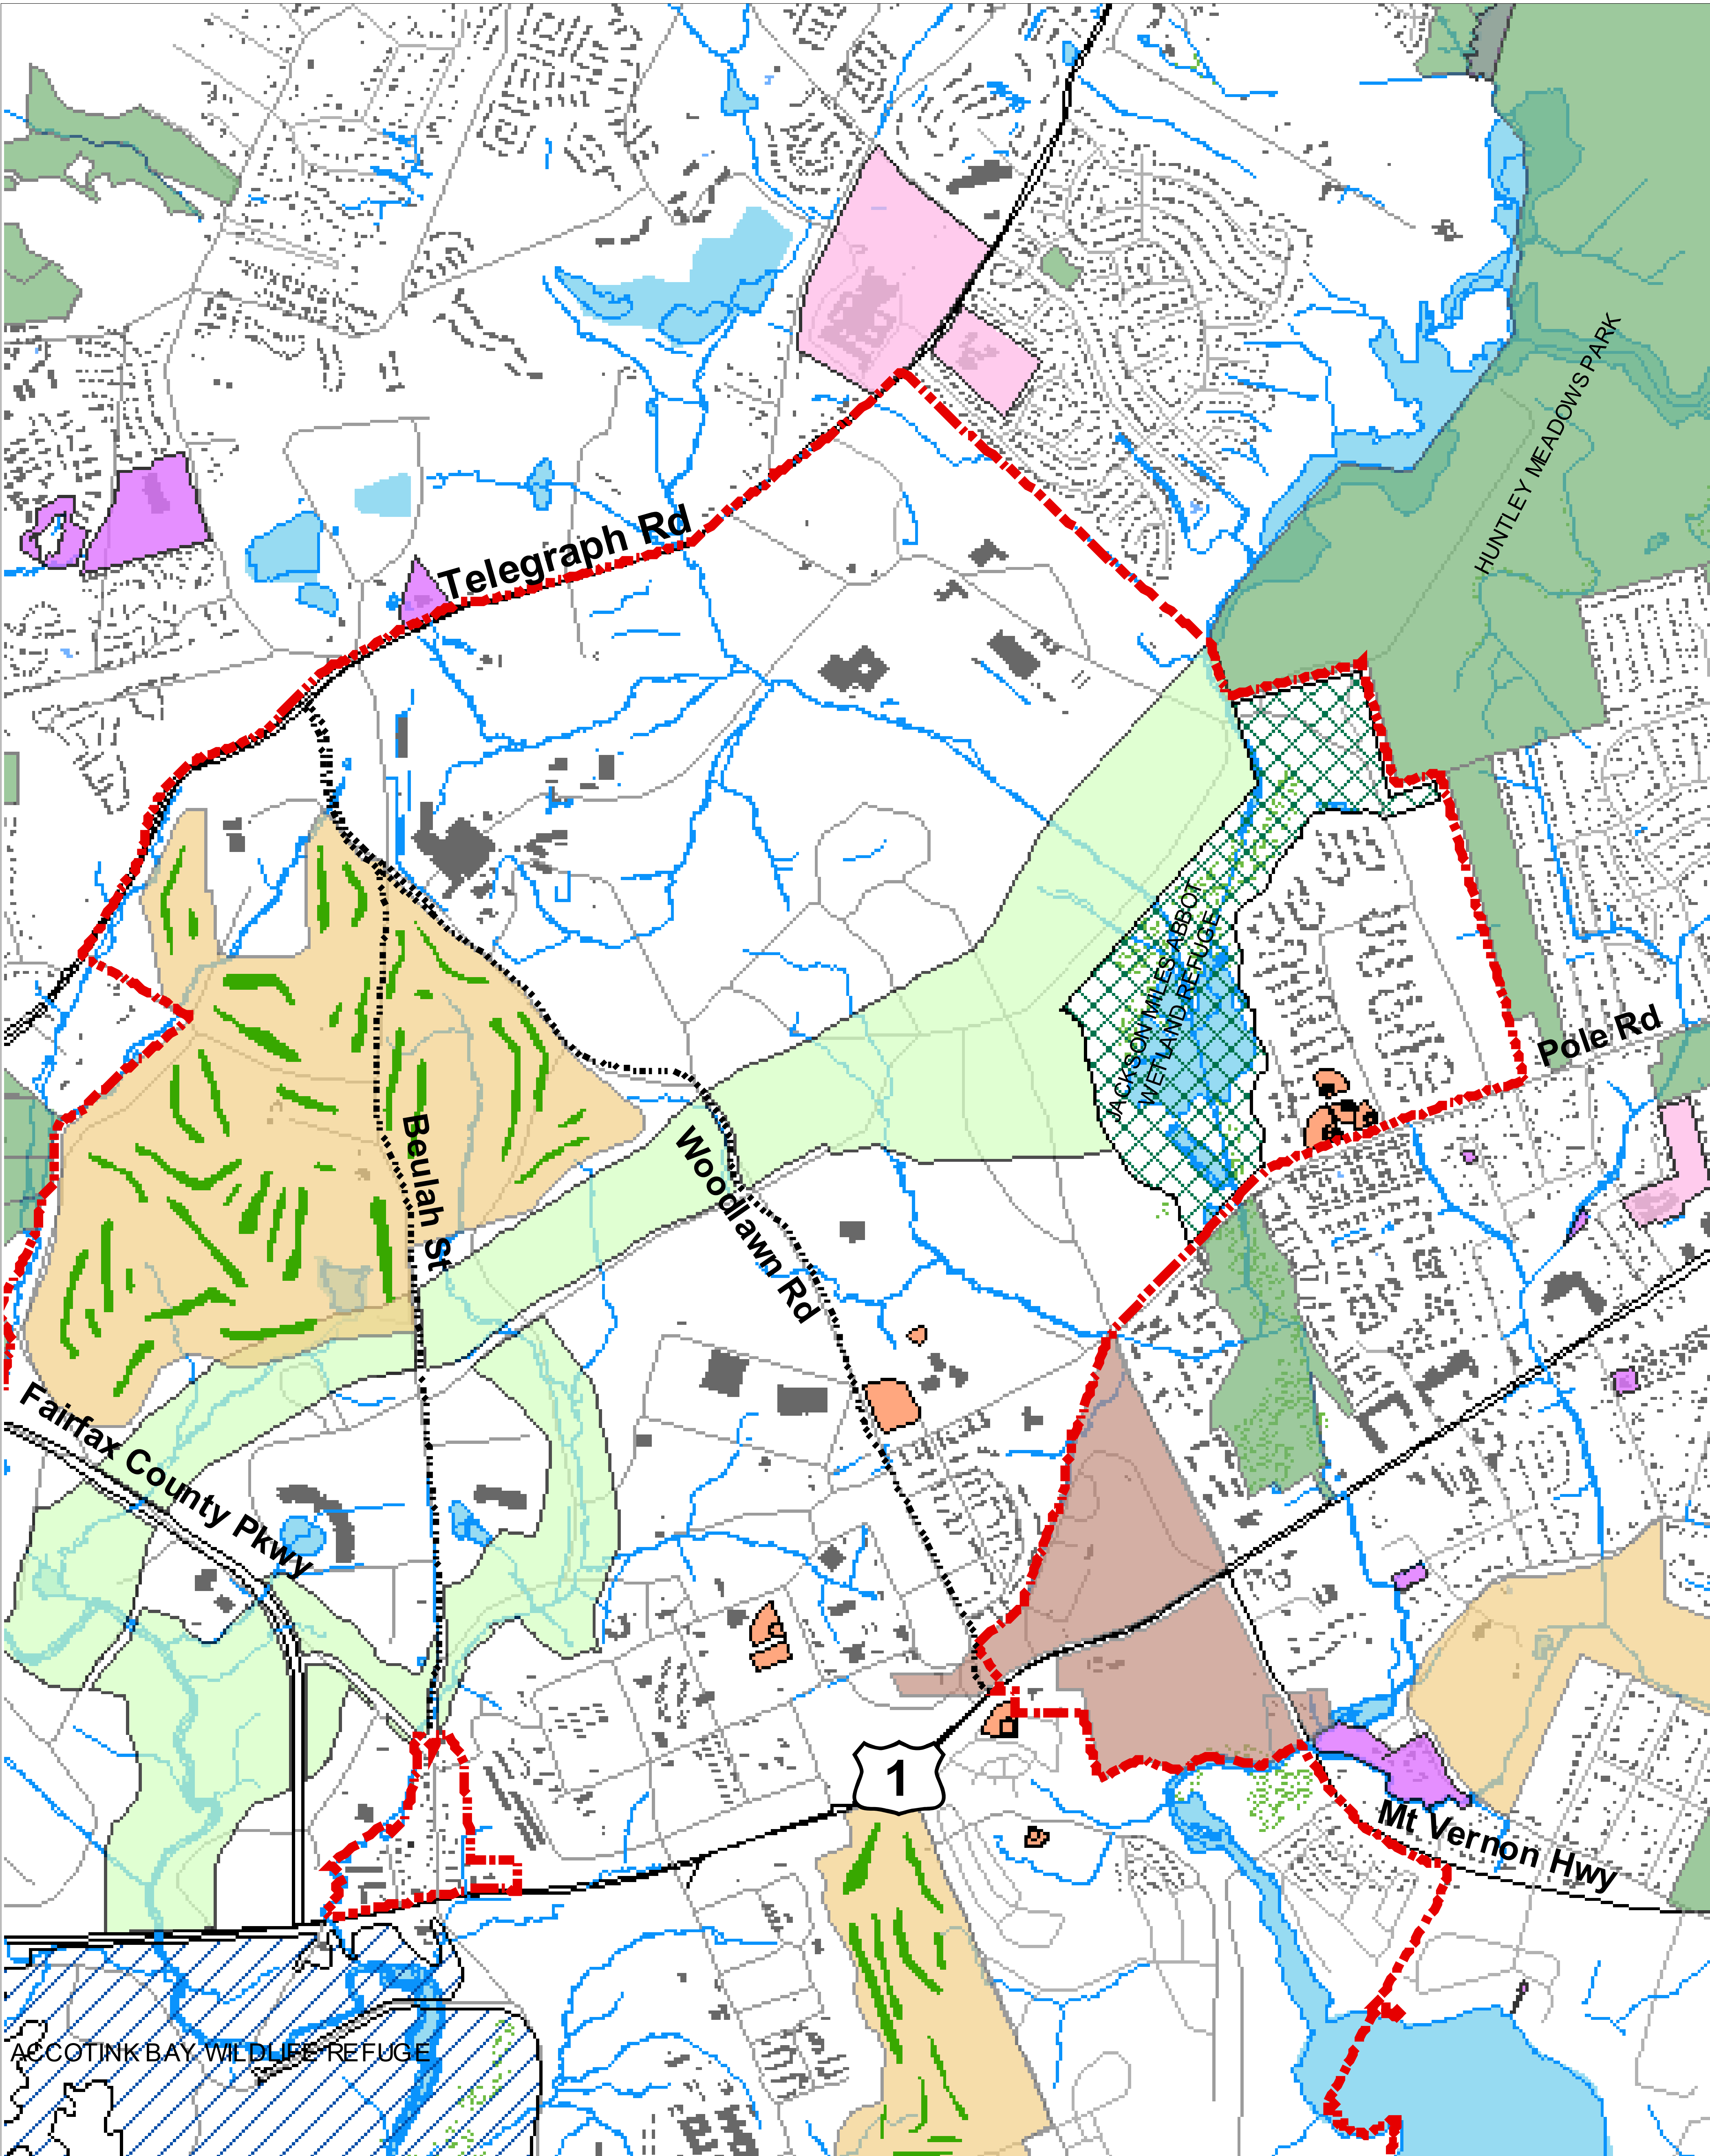 HUNTLEY MEADOWS PARK
Telegraph Rd
JACKSON MILES ABBOT
WETLAND REFUGE
Pole Rd
Beulah St
Woodlawn Rd
Fairfax County Pkwy
1
Mt Vernon Hwy
ACCOTINK BAY WILDLIFE REFUGE